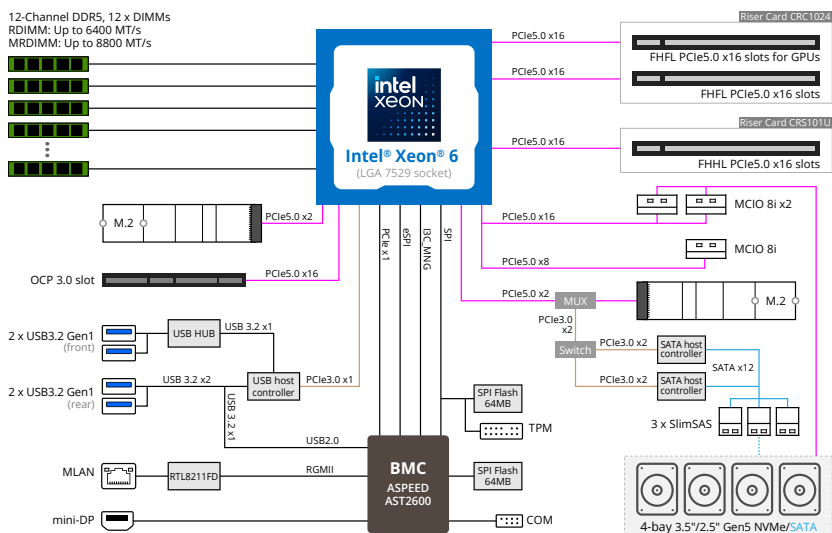 12-Channel DDR5, 12 x DIMMs
RDIMM: Up to 6400 MT/s
MRDIMM: Up to 8800 MT/s
intel
xeon
Intel® Xeon® 6
(LGA 7529 socket)
PCIe5.0 x16
PCIe5.0 x16
PCIe5.0 x16
Riser Card CRC1024
FHFL PCIe5.0 x16 slots for GPUs
FHFL PCIe5.0 x16 slots
Riser Card CRS101U
FHHL PCIe5.0 x16 slots
M.2
PCIe5.0 x2
OCP 3.0 slot
PCIe5.0 x16
PCIe x1
eSPI
I3C_MNG
SPI
PCIe5.0 x16
MCIO 8i x2
PCIe5.0 x8
MCIO 8i
PCIe5.0 x2
MUX
M.2
PCIe3.0
x2
Switch
PCIe3.0 x2
SATA host
controller
PCIe3.0 x2
SATA host
controller
SATA x12
3 x SlimSAS
2 x USB3.2 Gen1
(front)
USB HUB
USB 3.2 x1
2 x USB3.2 Gen1
(rear)
USB 3.2 x2
USB host
controller
PCIe3.0 x1
USB 3.2 x1
USB2.0
SPI Flash
64MB
TPM
MLAN
RTL8211FD
RGMII
BMC
ASPEED
AST2600
SPI Flash
64MB
mini-DP
COM
4-bay 3.5"/2.5" Gen5 NVMe/SATA